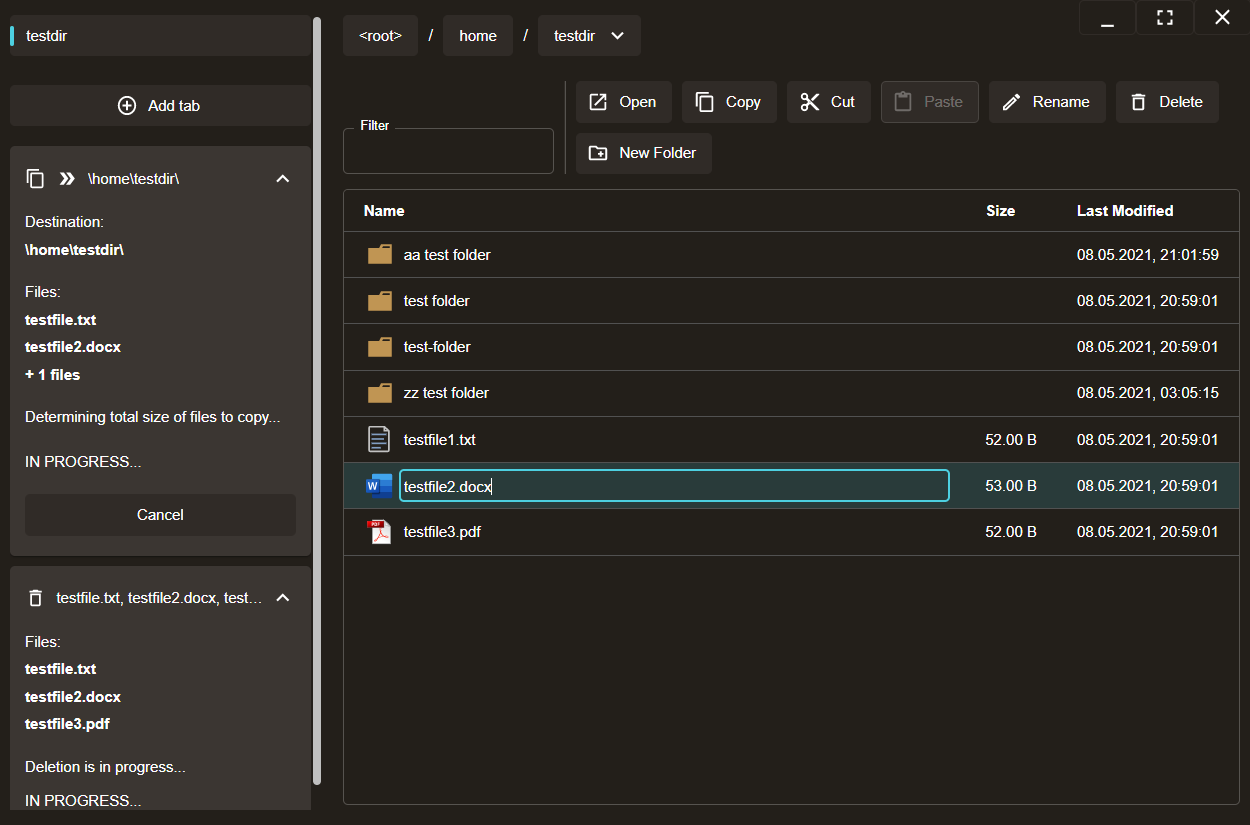 testdir
Add tab
\home\testdir\
Destination:
\home\testdir\
Files:
testfile.txt
testfile2.docx
+ 1 files
Determining total size of files to copy...
IN PROGRESS...
Cancel
testfile.txt, testfile2.docx, test...
Files:
testfile.txt
testfile2.docx
testfile3.pdf
Deletion is in progress...
IN PROGRESS...
<root> / home / testdir
Filter
Open Copy Cut Paste Rename Delete
New Folder
Name Size Last Modified
aa test folder 08.05.2021, 21:01:59
test folder 08.05.2021, 20:59:01
test-folder 08.05.2021, 20:59:01
zz test folder 08.05.2021, 03:05:15
testfile1.txt 52.00 B 08.05.2021, 20:59:01
W testfile2.docx 53.00 B 08.05.2021, 20:59:01
PDF testfile3.pdf 52.00 B 08.05.2021, 20:59:01